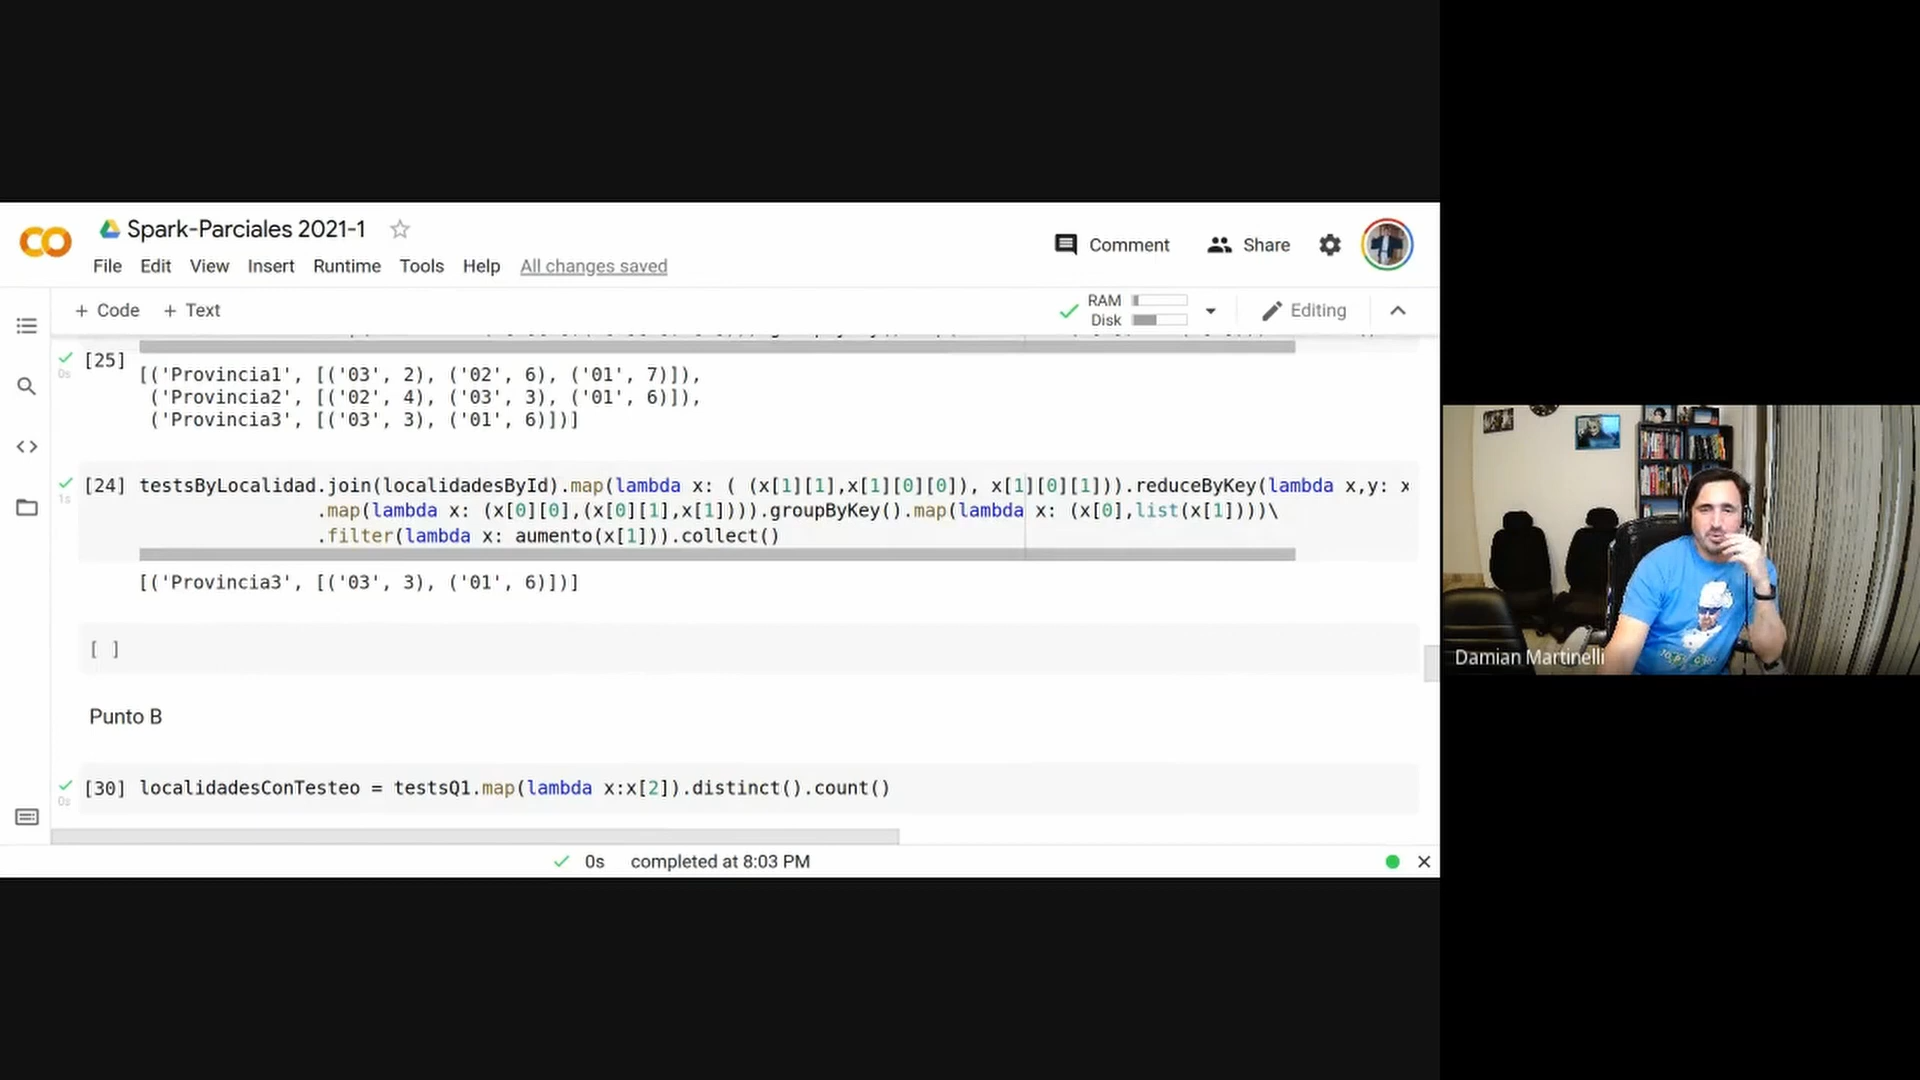 Spark-Parciales 2021-1
Comment
Share
File Edit View Insert Runtime Tools Help All changes saved
+ Code + Text
RAM
Disk
Editing
[25]
0s
[('Provincia1', [('03', 2), ('02', 6), ('01', 7)]),
('Provincia2', [('02', 4), ('03', 3), ('01', 6)]),
('Provincia3', [('03', 3), ('01', 6)])]
[24] testsByLocalidad.join(localidadesById).map(lambda x: ( (x[1][1],x[1][0][0]), x[1][0][1])).reduceByKey(lambda x,y: x
1s
.map(lambda x: (x[0][0],(x[0][1],x[1]))).groupByKey().map(lambda x: (x[0],list(x[1])))\
.filter(lambda x: aumento(x[1])).collect()
[('Provincia3', [('03', 3), ('01', 6)])]
[ ]
Punto B
[30] localidadesConTesteo = testsQ1.map(lambda x:x[2]).distinct().count()
0s
0s completed at 8:03 PM
Damian Martinelli